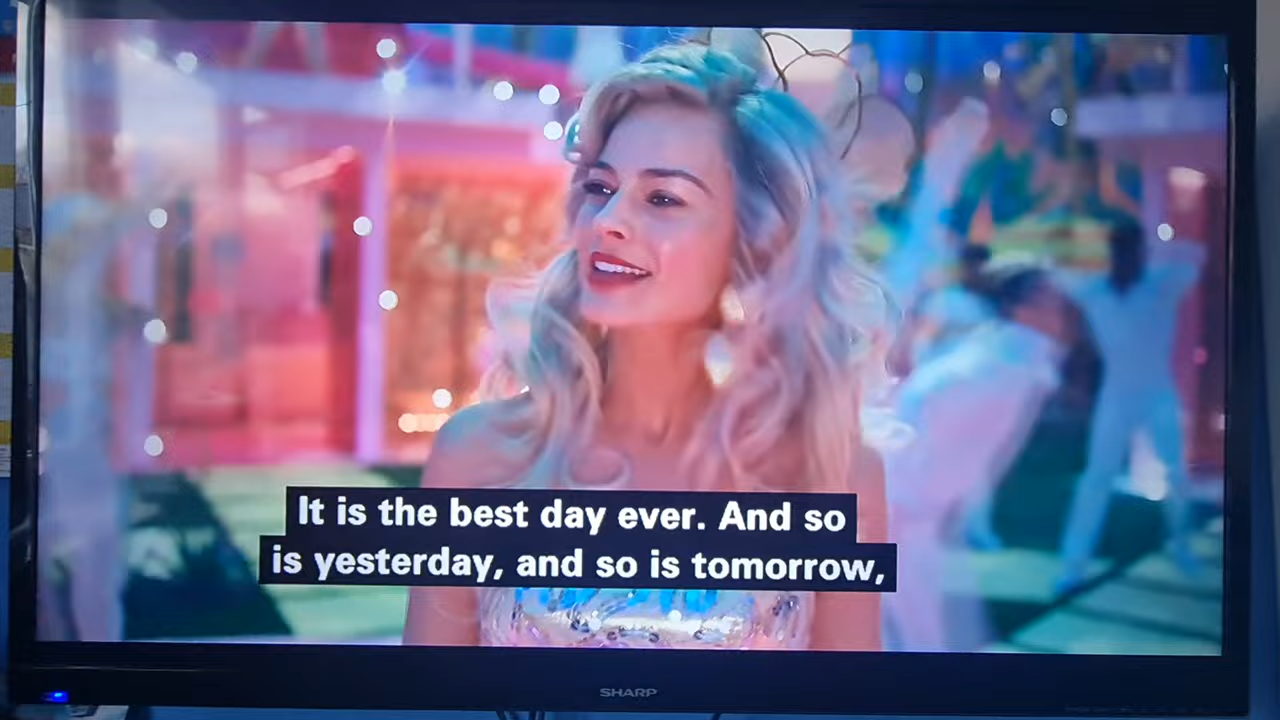 It is the best day ever. And so
is yesterday, and so is tomorrow,
SHARP